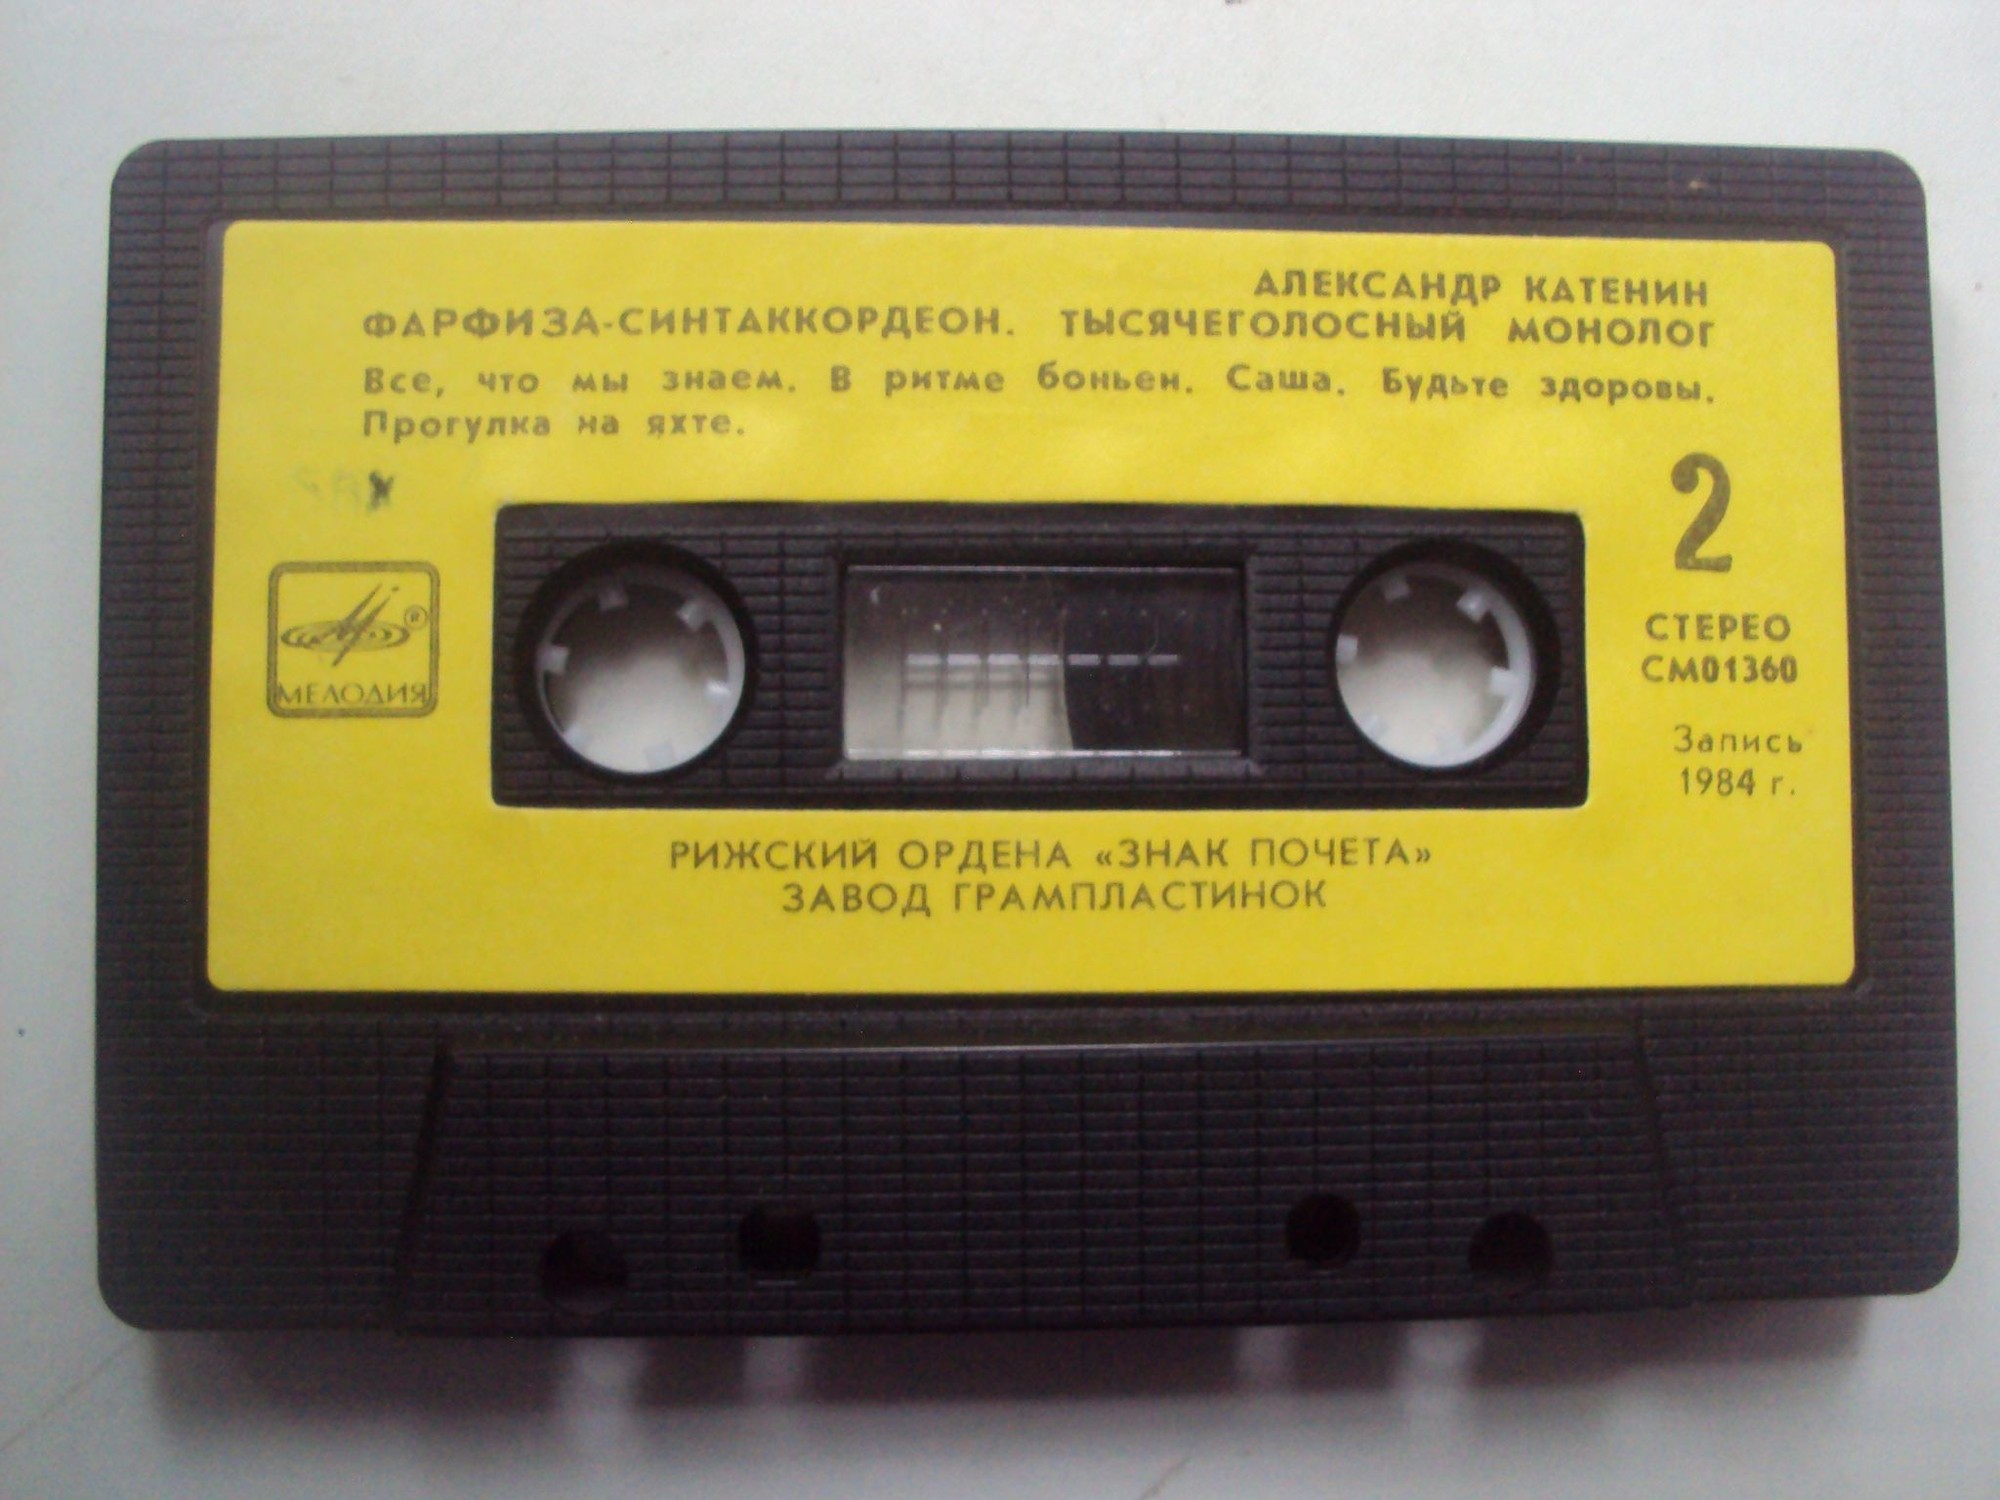 АЛЕКСАНДР КАТЕНИН
ФАРФИЗА-СИНТАККОРДЕОН. ТЫСЯЧЕГОЛОСНЫЙ МОНОЛОГ
Все, что мы знаем. В ритме боньен. Саша. Будьте здоровы.
Прогулка на яхте.
2
МЕЛОДИЯ
®
СТЕРЕО
СМ01360
Запись
1984 г.
РИЖСКИЙ ОРДЕНА «ЗНАК ПОЧЕТА»
ЗАВОД ГРАМПЛАСТИНОК